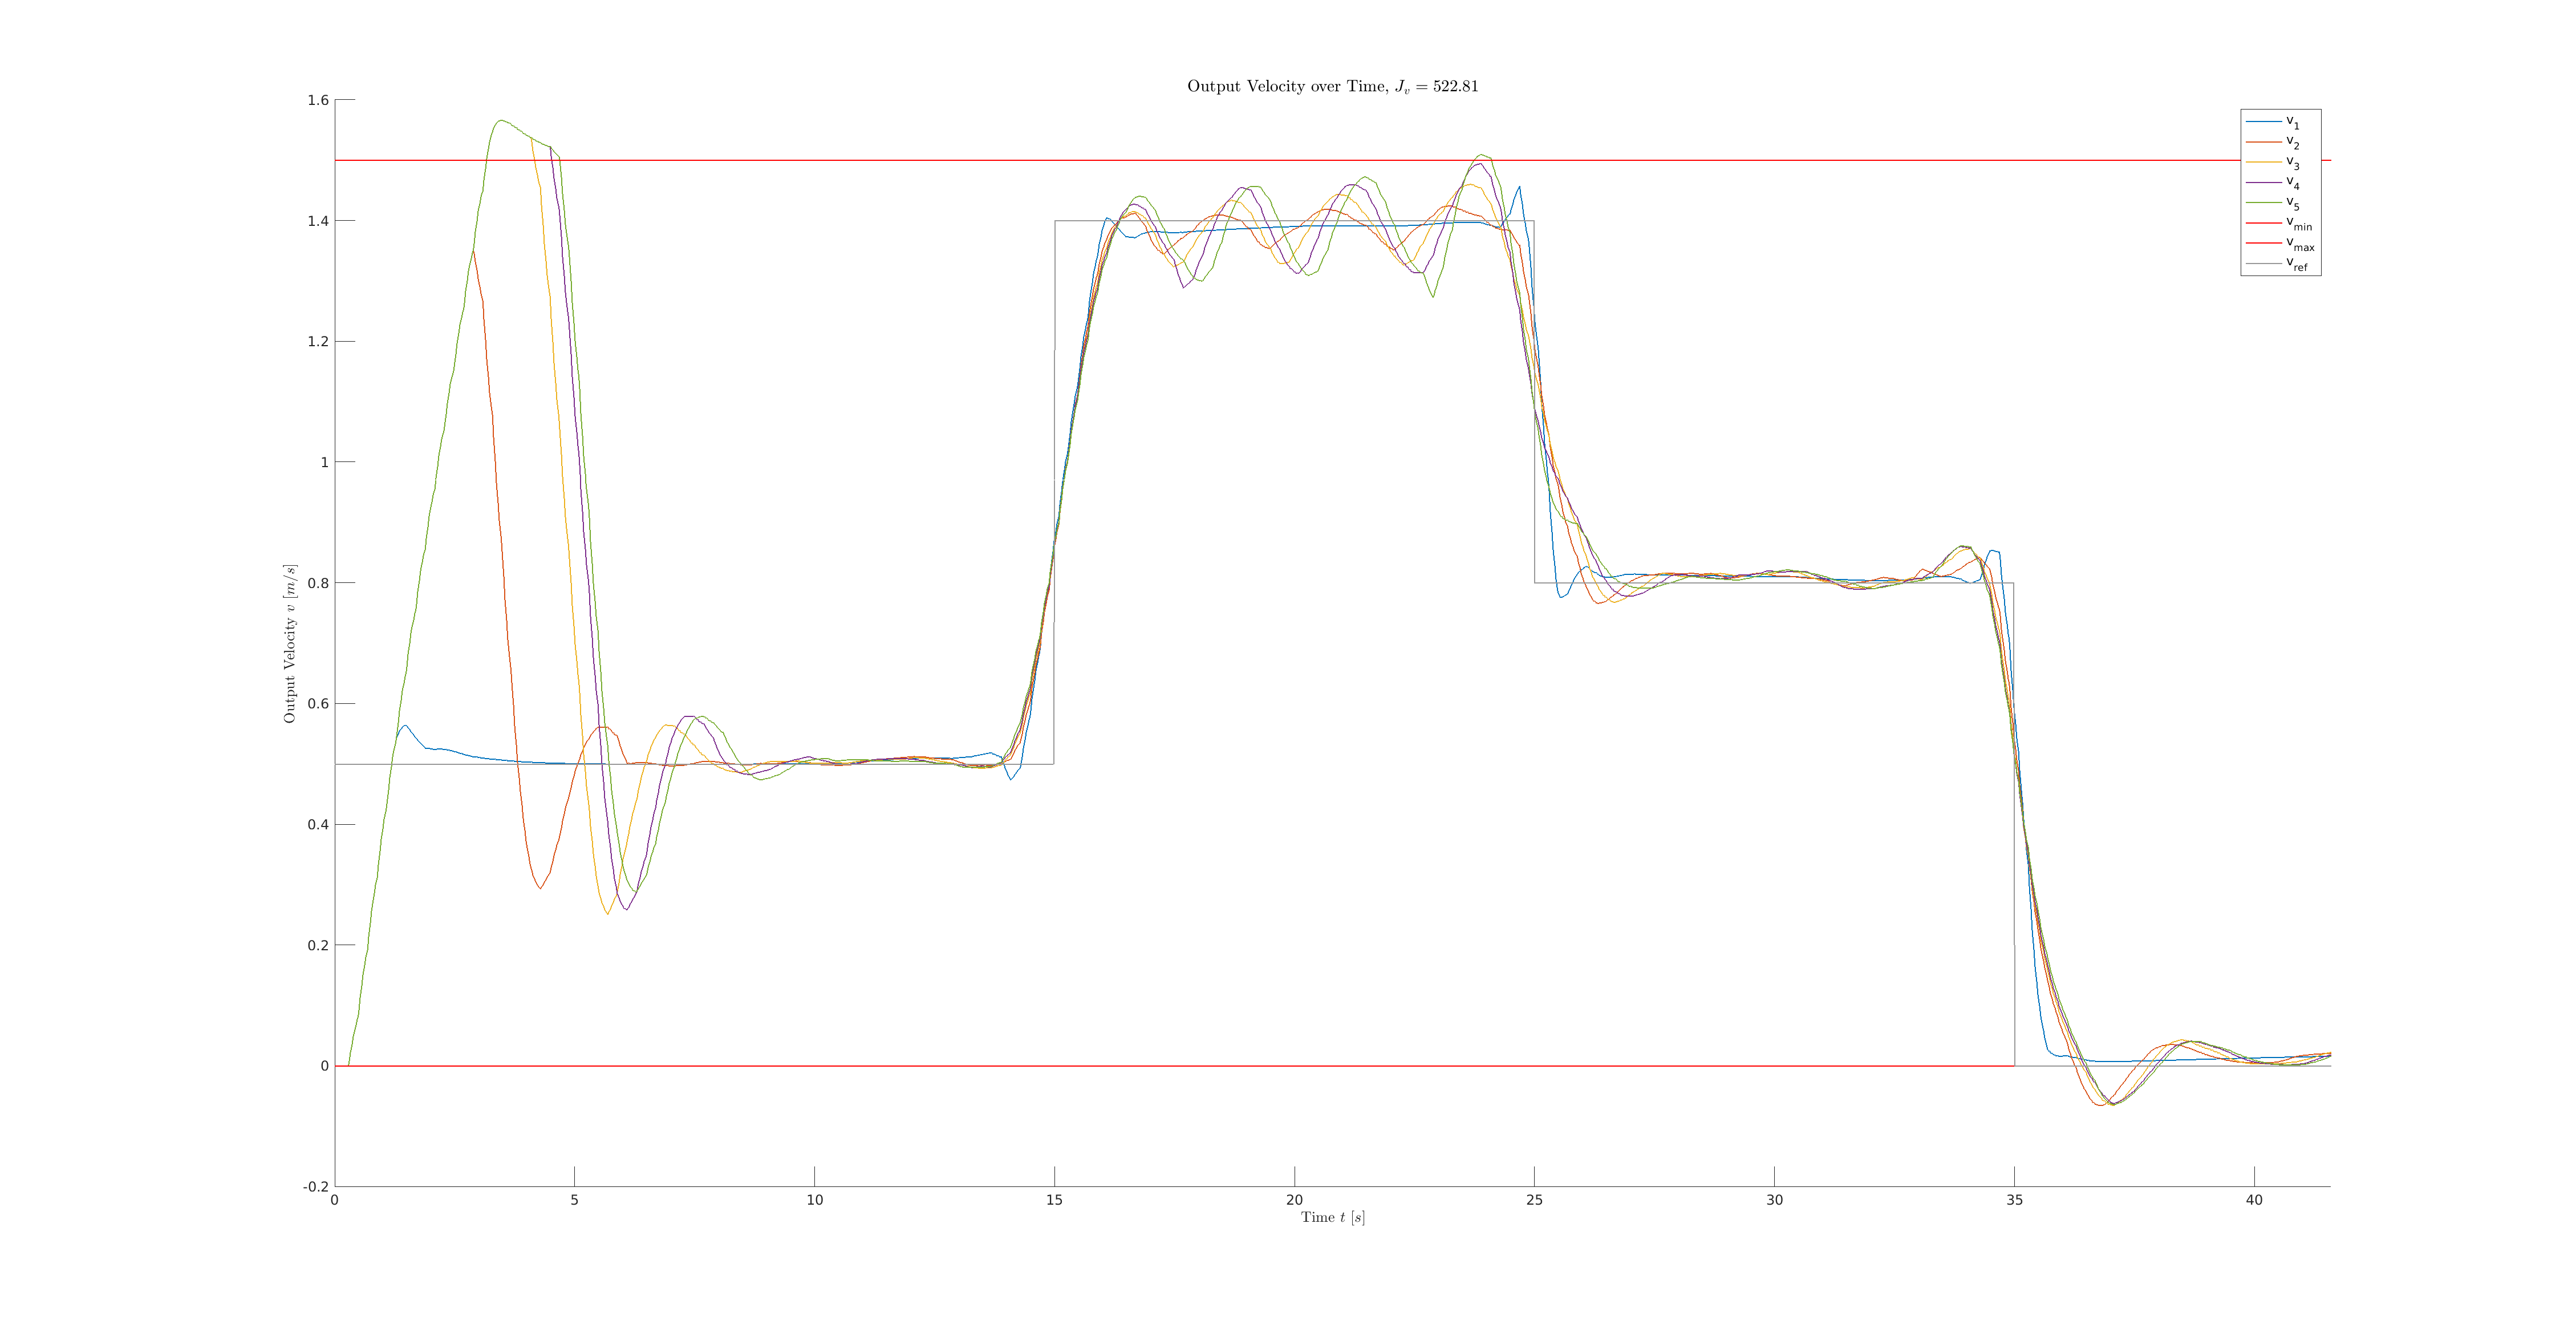 Output Velocity over Time, J_v = 522.81
1.6
1.4
1.2
1
0.8
0.6
0.4
0.2
0
-0.2
Output Velocity v [m/s]
v_1
v_2
v_3
v_4
v_5
v_min
v_max
v_ref
0 5 10 15 20 25 30 35 40
Time t [s]